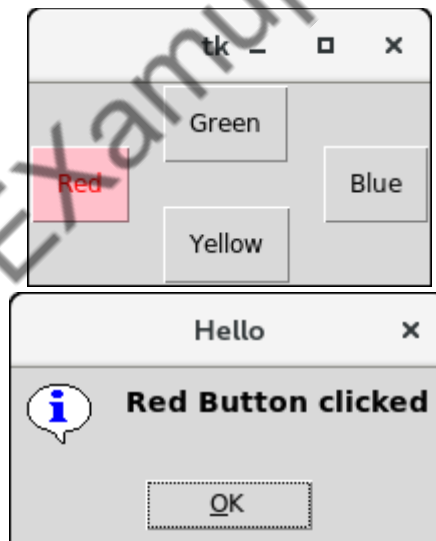 tk
Green
Red
Blue
Yellow
Hello
Red Button clicked
OK